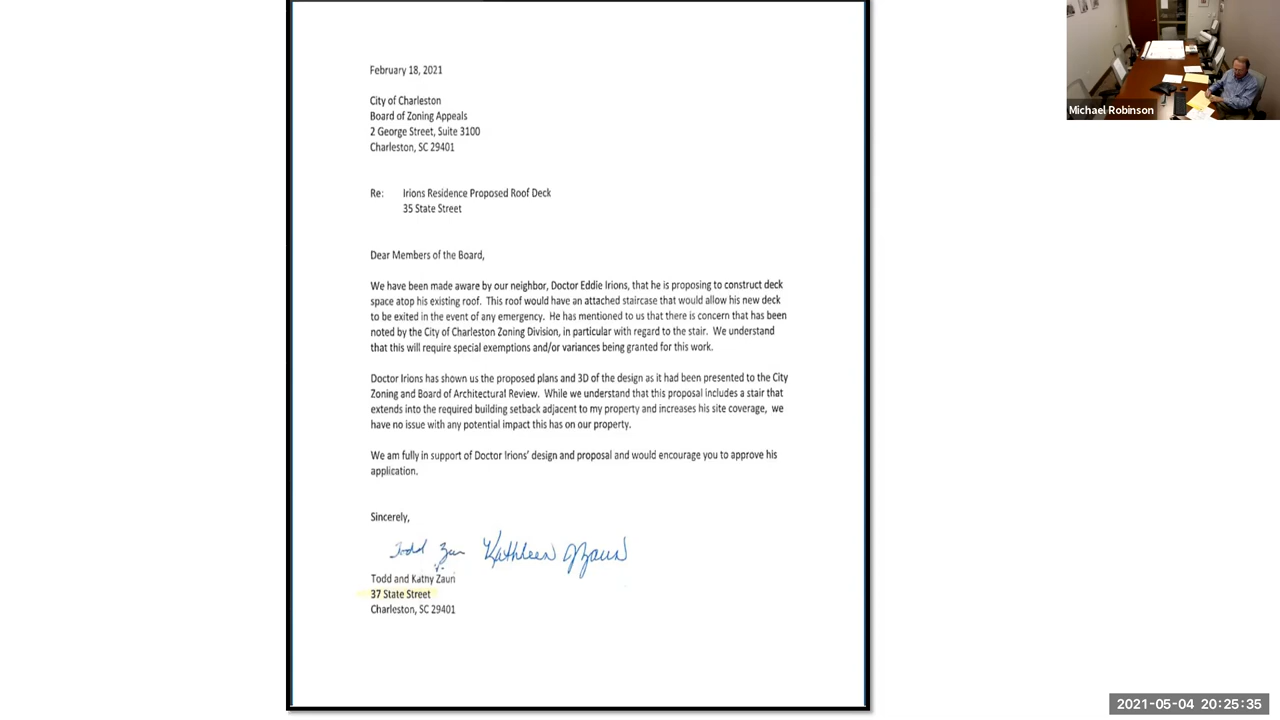 February 18, 2021
City of Charleston
Board of Zoning Appeals
2 George Street, Suite 3100
Charleston, SC 29401
Re: Irions Residence Proposed Roof Deck
35 State Street
Dear Members of the Board,
We have been made aware by our neighbor, Doctor Eddie Irions, that he is proposing to construct deck
space atop his existing roof. This roof would have an attached staircase that would allow his new deck
to be exited in the event of any emergency. He has mentioned to us that there is concern that has been
noted by the City of Charleston Zoning Division, in particular with regard to the stair. We understand
that this will require special exemptions and/or variances being granted for this work.
Doctor Irions has shown us the proposed plans and 3D of the design as it had been presented to the City
Zoning and Board of Architectural Review. While we understand that this proposal includes a stair that
extends into the required building setback adjacent to my property and increases his site coverage, we
have no issue with any potential impact this has on our property.
We am fully in support of Doctor Irions' design and proposal and would encourage you to approve his
application.
Sincerely,
Todd Zaun Kathleen J Zaun
Todd and Kathy Zaun
37 State Street
Charleston, SC 29401
Michael Robinson
2021-05-04 20:25:35